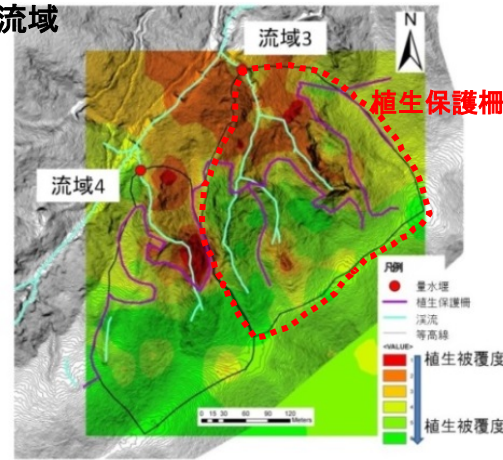 流域
流域3
N
植生保護柵
流域4
凡例
量水堰
植生保護柵
渓流
等高線
<VALUE>
植生被覆度
植生被覆度
0 15 30 60 90 120
Meters